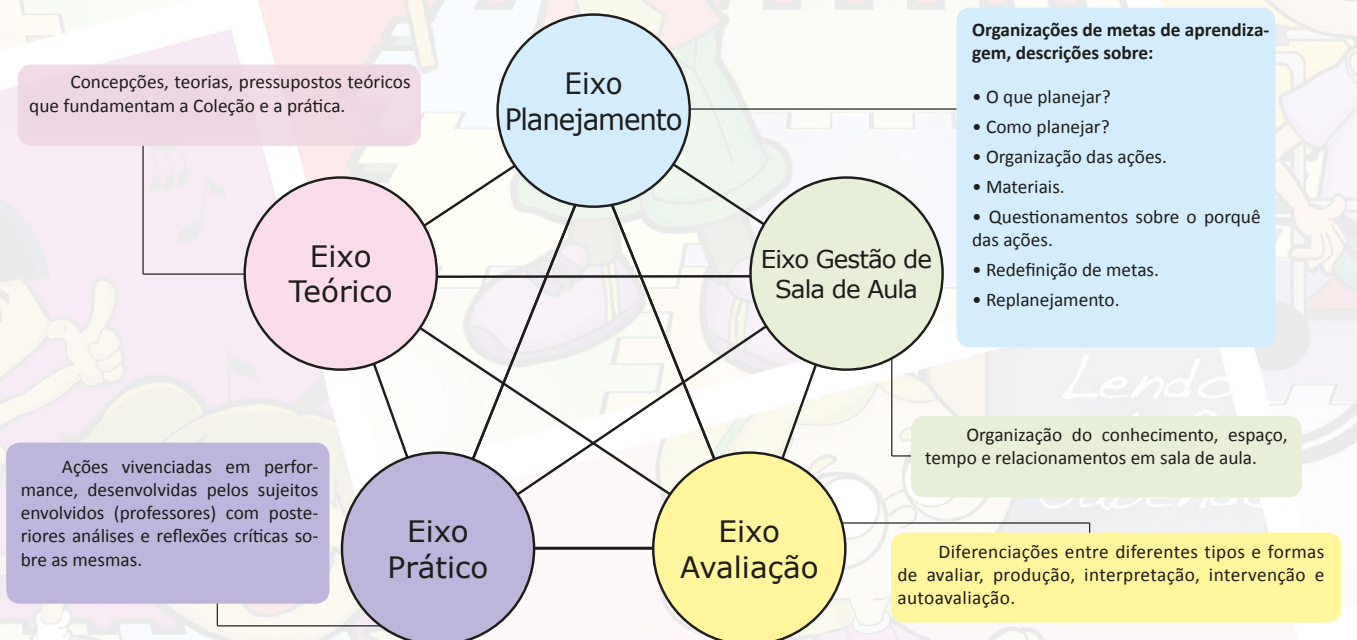 Organizações de metas de aprendiza-
gem, descrições sobre:
• O que planejar?
• Como planejar?
• Organização das ações.
• Materiais.
• Questionamentos sobre o porquê
das ações.
• Redefinição de metas.
• Replanejamento.
Concepções, teorias, pressupostos teóricos
que fundamentam a Coleção e a prática.
Eixo
Planejamento
Eixo
Teórico
Eixo Gestão de
Sala de Aula
Lendo
Organização do conhecimento, espaço,
tempo e relacionamentos em sala de aula.
Ações vivenciadas em perfor-
mance, desenvolvidas pelos sujeitos
envolvidos (professores) com poste-
riores análises e reflexões críticas so-
bre as mesmas.
Eixo
Prático
Eixo
Avaliação
Diferenciações entre diferentes tipos e formas
de avaliar, produção, interpretação, intervenção e
autoavaliação.